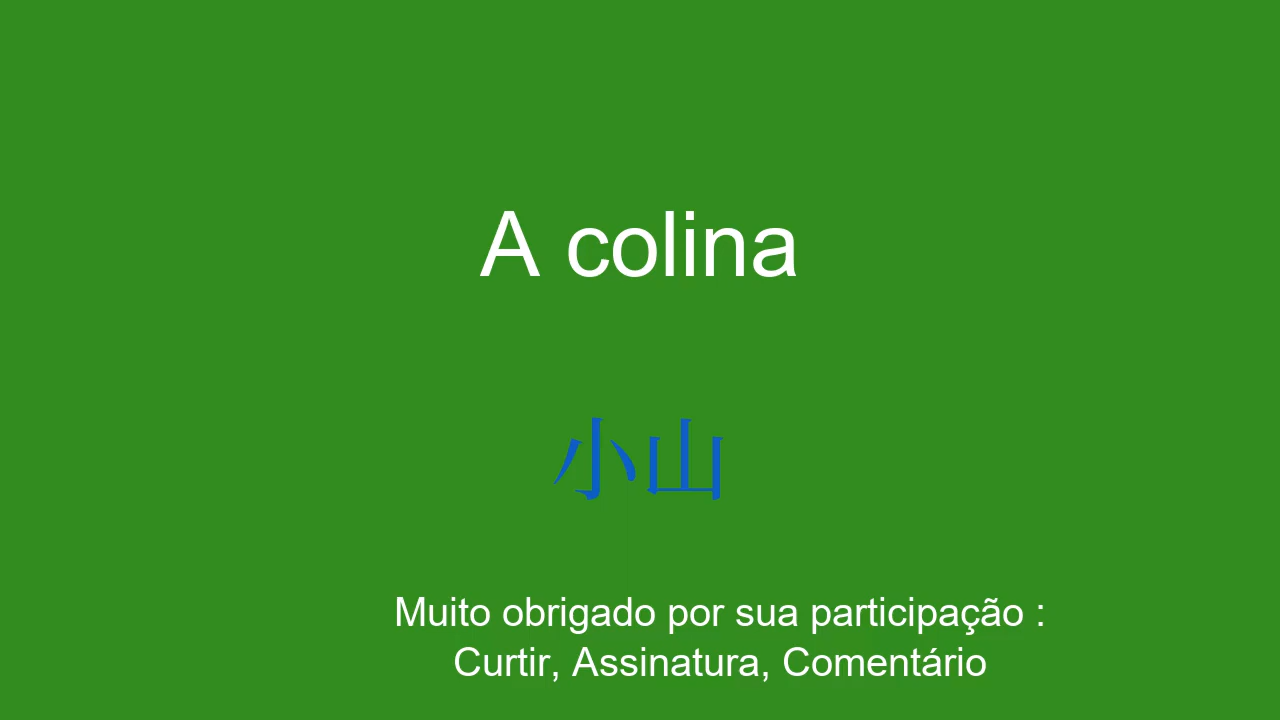 A colina
小山
Muito obrigado por sua participação :
Curtir, Assinatura, Comentário